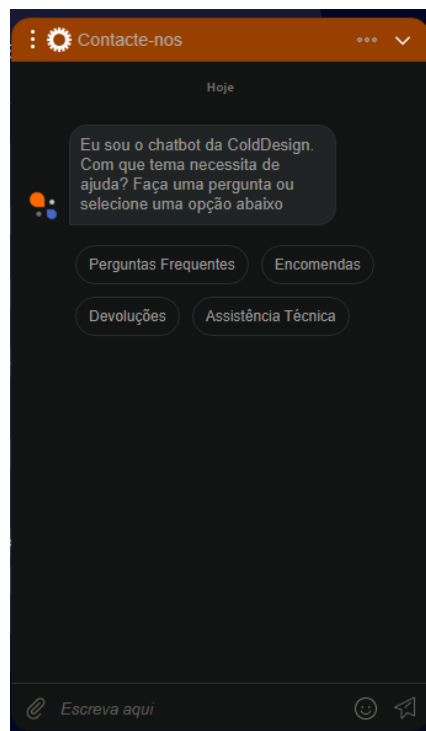 Contacte-nos
Hoje
Eu sou o chatbot da ColdDesign.
Com que tema necessita de
ajuda? Faça uma pergunta ou
selecione uma opção abaixo
Perguntas Frequentes
Encomendas
Devoluções
Assistência Técnica
Escreva aqui